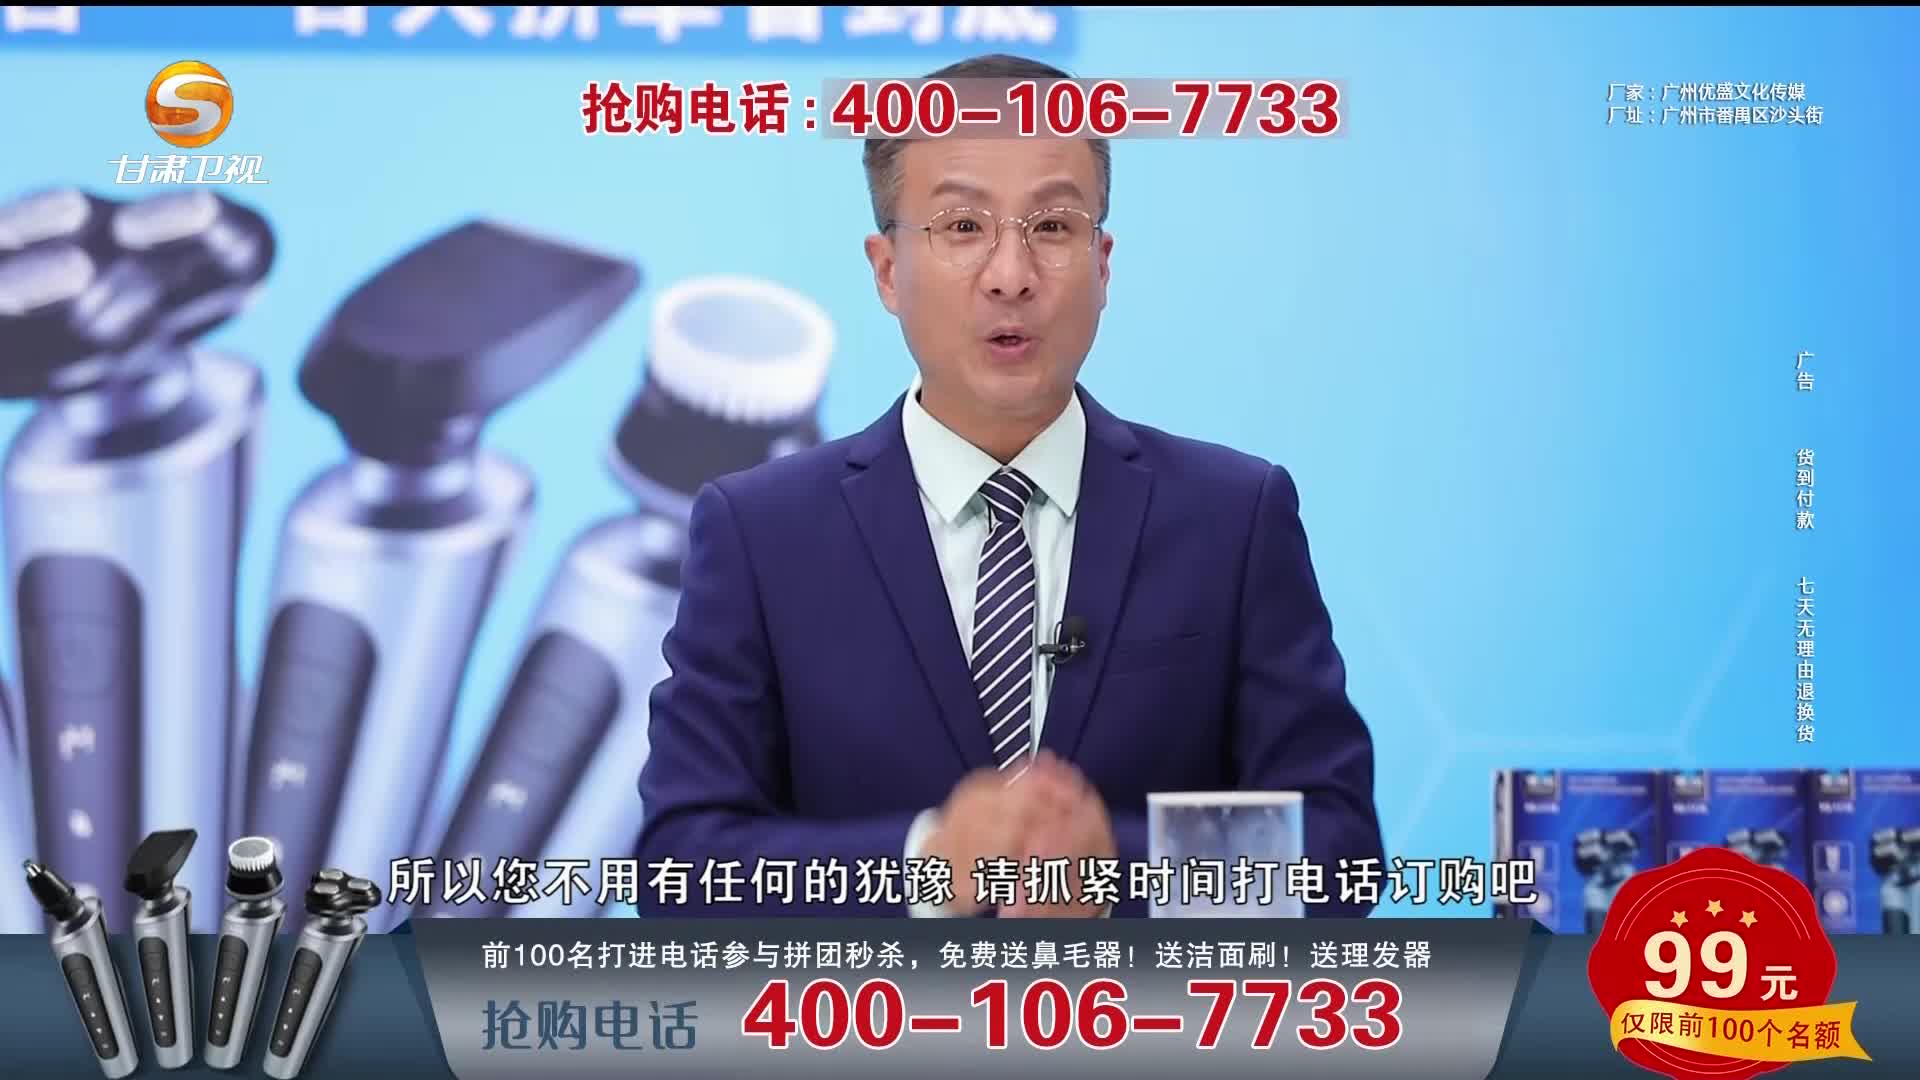 甘肃卫视
抢购电话：400-106-7733
厂家：广州优盛文化传媒
厂址：广州市番禺区沙头街
广告 货到付款 七天无理由退换货
所以您不用有任何的犹豫 请抓紧时间打电话订购吧
前100名打进电话参与拼团秒杀，免费送鼻毛器！送洁面刷！送理发器
抢购电话 400-106-7733
99元
仅限前100个名额